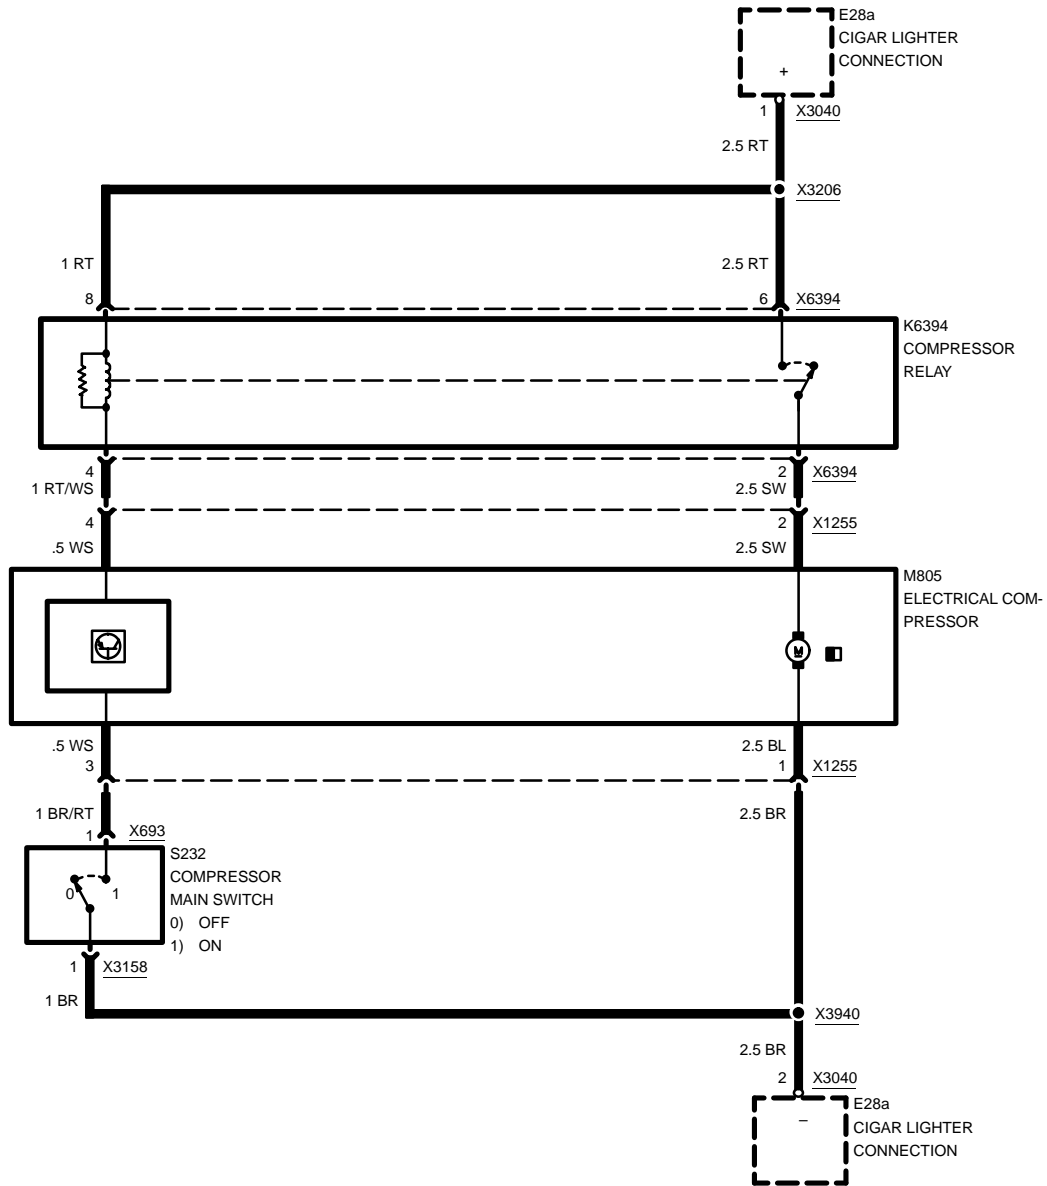 E28a
CIGAR LIGHTER
CONNECTION
+
1 X3040
2.5 RT
X3206
1 RT
2.5 RT
8
6 X6394
K6394
COMPRESSOR
RELAY
4
2 X6394
1 RT/WS
2.5 SW
4
2 X1255
.5 WS
2.5 SW
M805
ELECTRICAL COM-
PRESSOR
M
.5 WS
2.5 BL
3
1 X1255
1 BR/RT
2.5 BR
1 X693
S232
COMPRESSOR
MAIN SWITCH
0) OFF
1) ON
0 1
1 X3158
1 BR
X3940
2.5 BR
2 X3040
E28a
CIGAR LIGHTER
CONNECTION
–